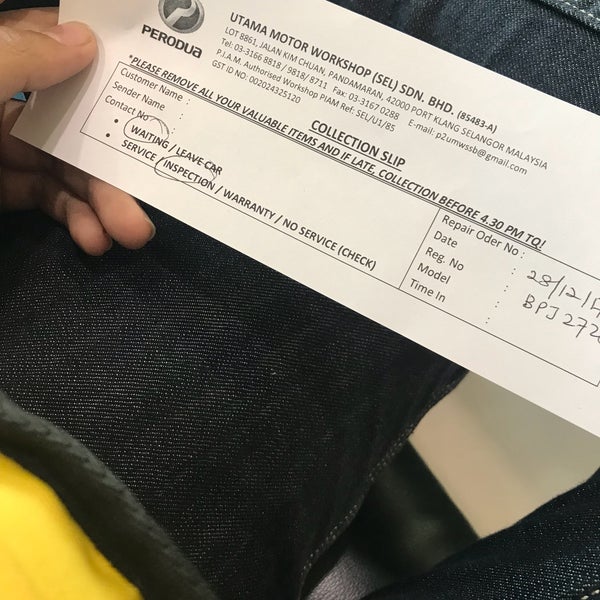 PERODUA
UTAMA MOTOR WORKSHOP (SEL) SDN. BHD. (85483-A)
LOT 8861, JALAN KIM CHUAN, PANDAMARAN, 42000 PORT KLANG SELANGOR MALAYSIA
Tel: 03-3166 8818 / 9818/ 8711 Fax: 03-3167 0288 E-mail: p2umwssb@gmail.com
P.I.A.M. Authorised Workshop PIAM Ref: SEL/U1/85
GST ID NO: 002024325120
COLLECTION SLIP
*PLEASE REMOVE ALL YOUR VALUABLE ITEMS AND IF LATE, COLLECTION BEFORE 4.30 PM TQ!
Customer Name :
Sender Name :
Contact No :
• WAITING / LEAVE CAR
• SERVICE / INSPECTION / WARRANTY / NO SERVICE (CHECK)
Repair Oder No :
Date : 28/12/17
Reg. No : BPJ 272
Model :
Time In :